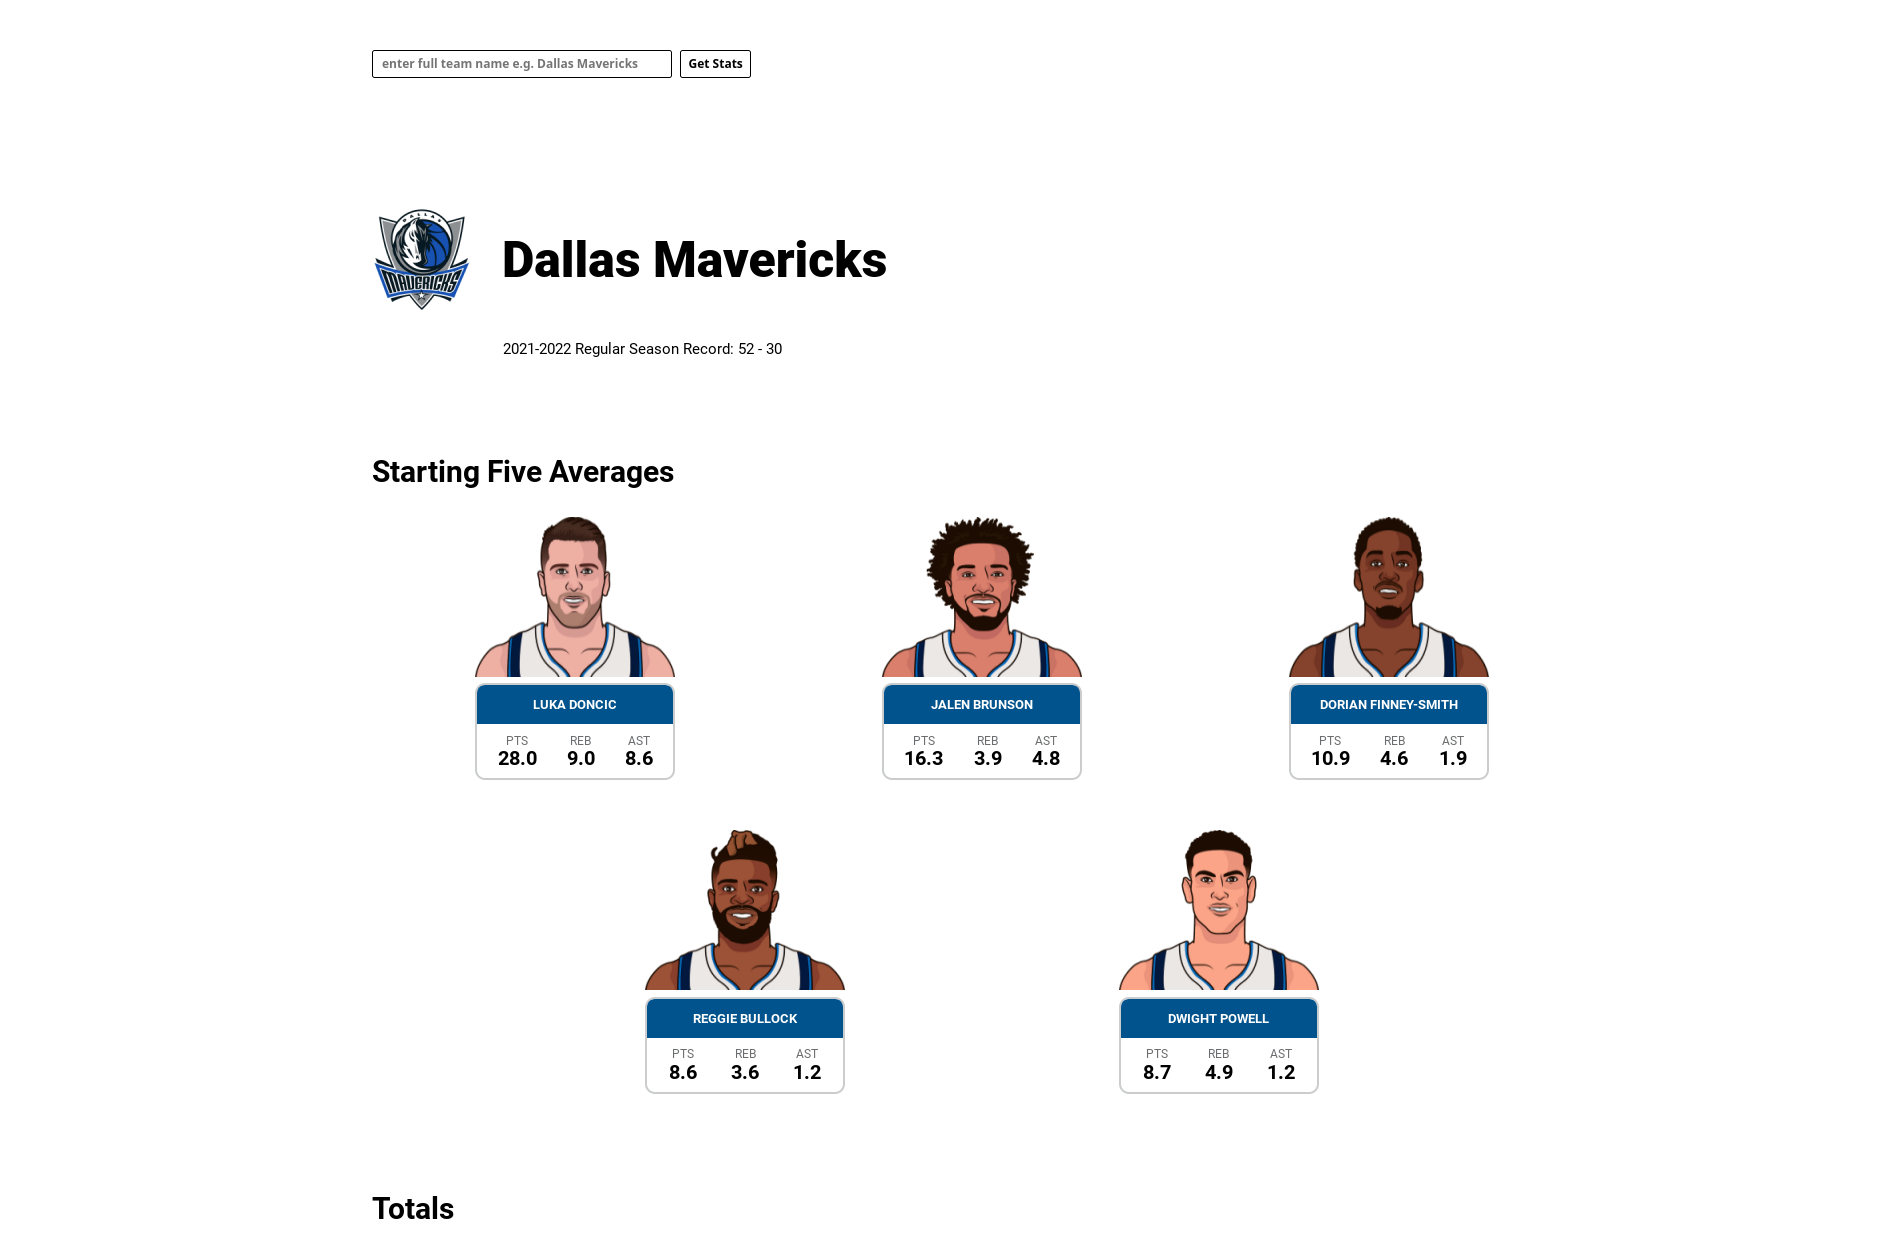 enter full team name e.g. Dallas Mavericks Get Stats
DALLAS
MAVERICKS
Dallas Mavericks
2021-2022 Regular Season Record: 52 - 30
Starting Five Averages
LUKA DONCIC JALEN BRUNSON DORIAN FINNEY-SMITH
PTS REB AST PTS REB AST PTS REB AST
28.0 9.0 8.6 16.3 3.9 4.8 10.9 4.6 1.9
REGGIE BULLOCK DWIGHT POWELL
PTS REB AST PTS REB AST
8.6 3.6 1.2 8.7 4.9 1.2
Totals